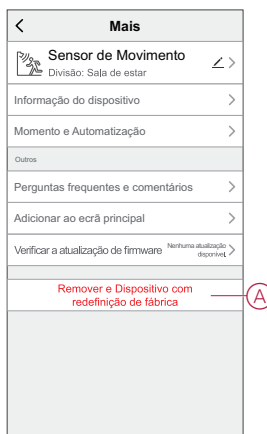 Mais
Sensor de Movimento
Divisão: Sala de estar
Informação do dispositivo
Momento e Automatização
Outros
Perguntas frequentes e comentários
Adicionar ao ecrã principal
Verificar a atualização de firmware
Nenhuma atualização
disponível
Remover e Dispositivo com
redefinição de fábrica
A